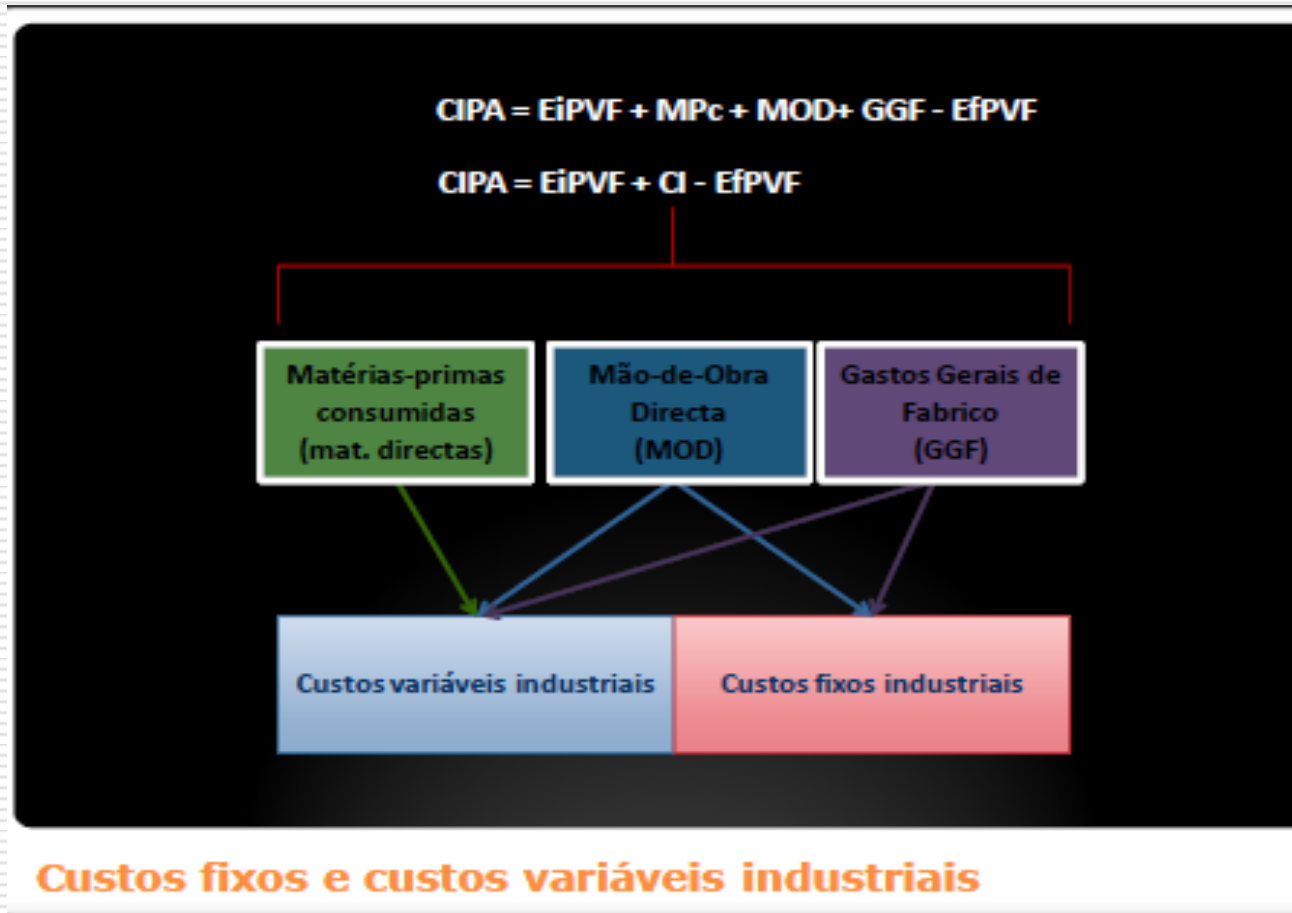 CIPA = EiPVF + MPc + MOD+ GGF - EfPVF
CIPA = EiPVF + CI - EfPVF
Matérias-primas
consumidas
(mat. directas)
Mão-de-Obra
Directa
(MOD)
Gastos Gerais de
Fabrico
(GGF)
Custos variáveis industriais
Custos fixos industriais
Custos fixos e custos variáveis industriais